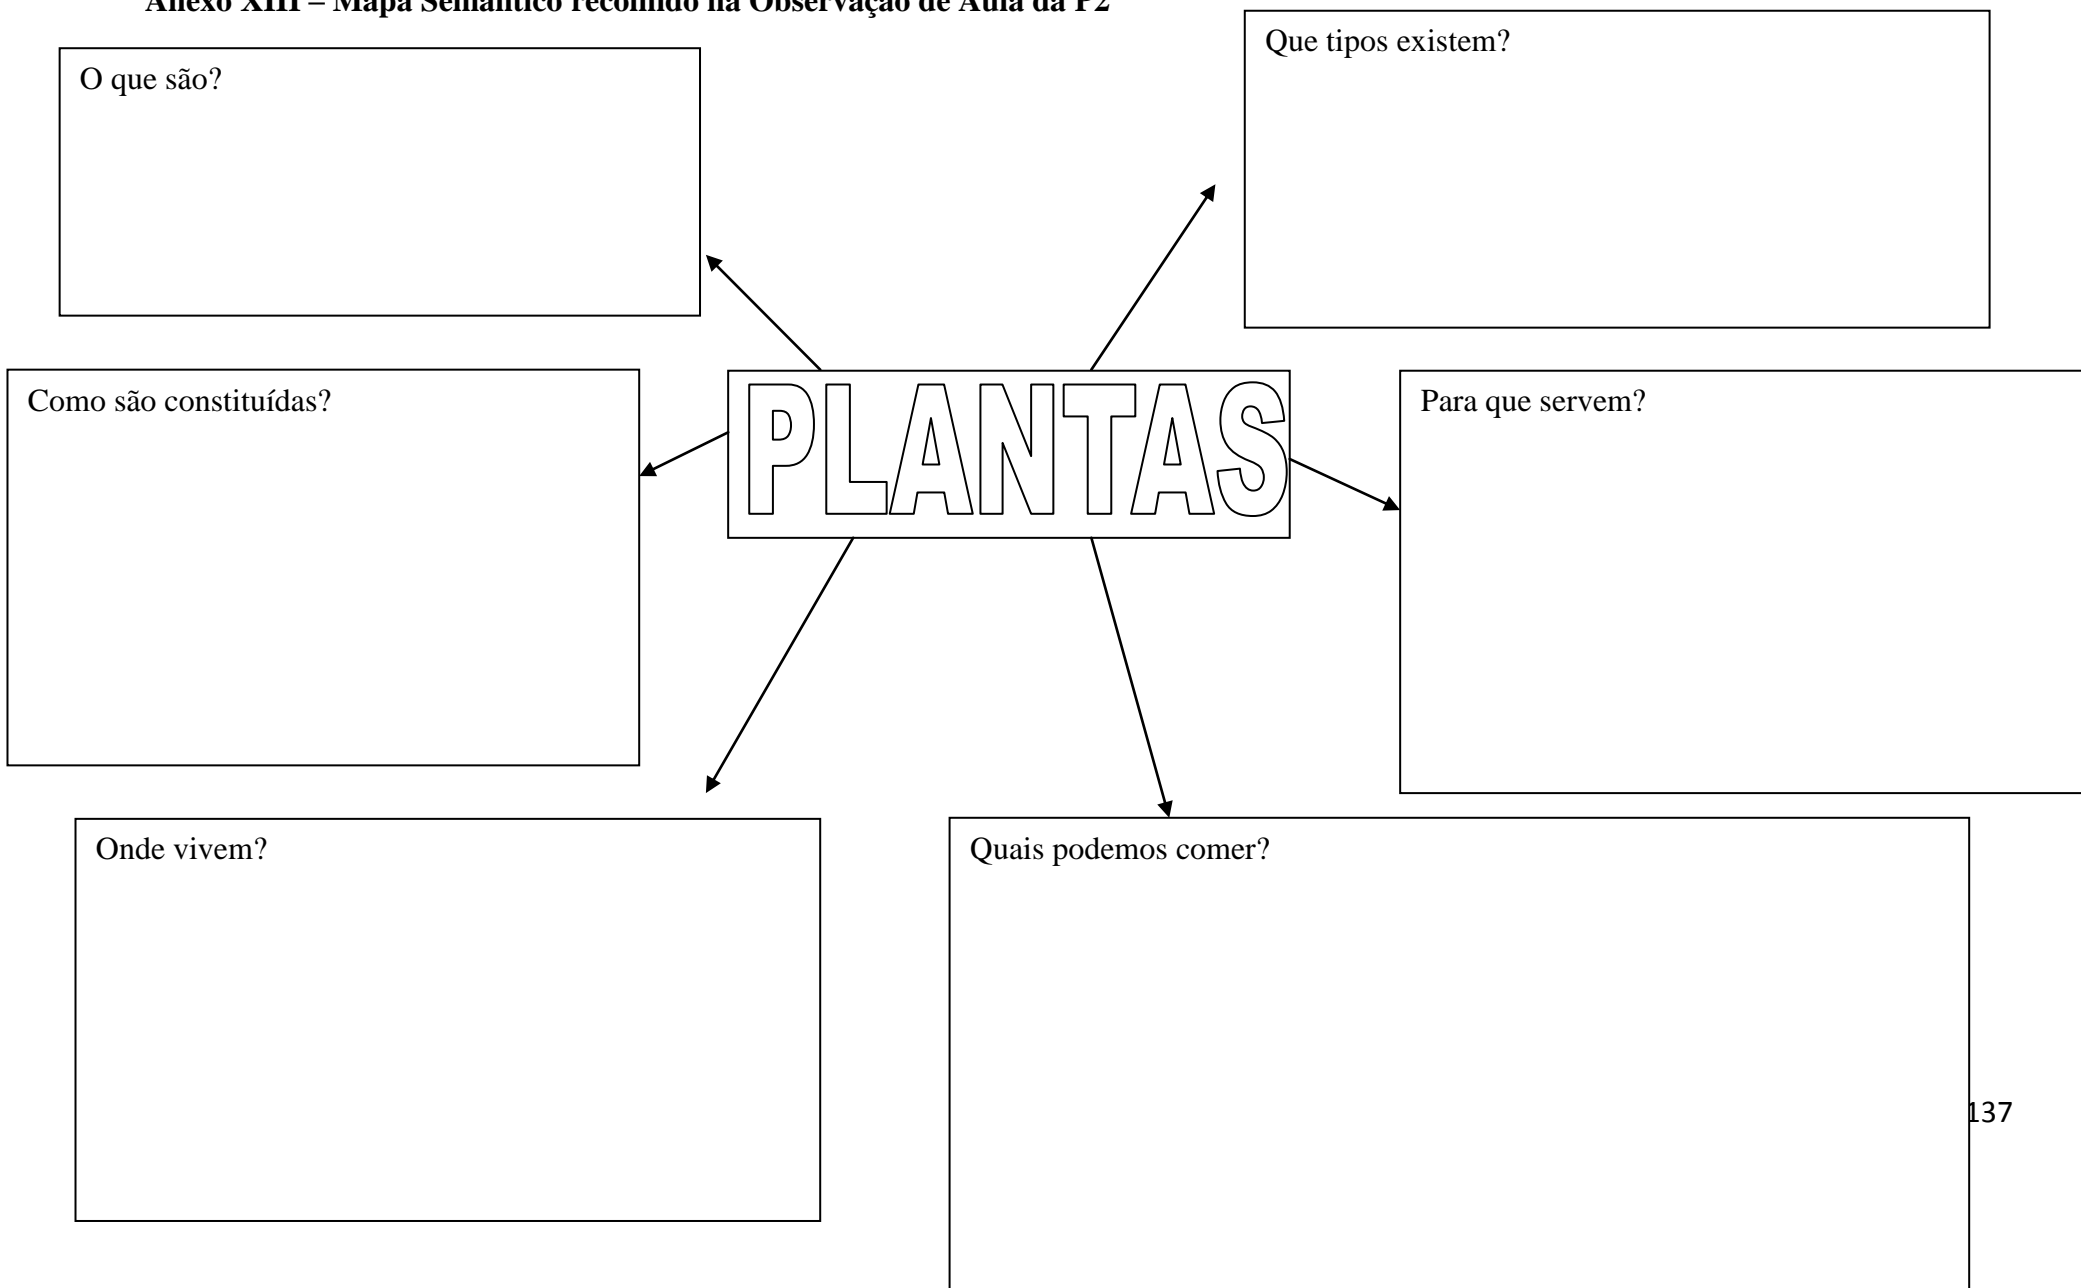 Anexo XIII – Mapa Semântico recolhido na Observação de Aula da P2
O que são?
Que tipos existem?
Como são constituídas?
PLANTAS
Para que servem?
Onde vivem?
Quais podemos comer?
137